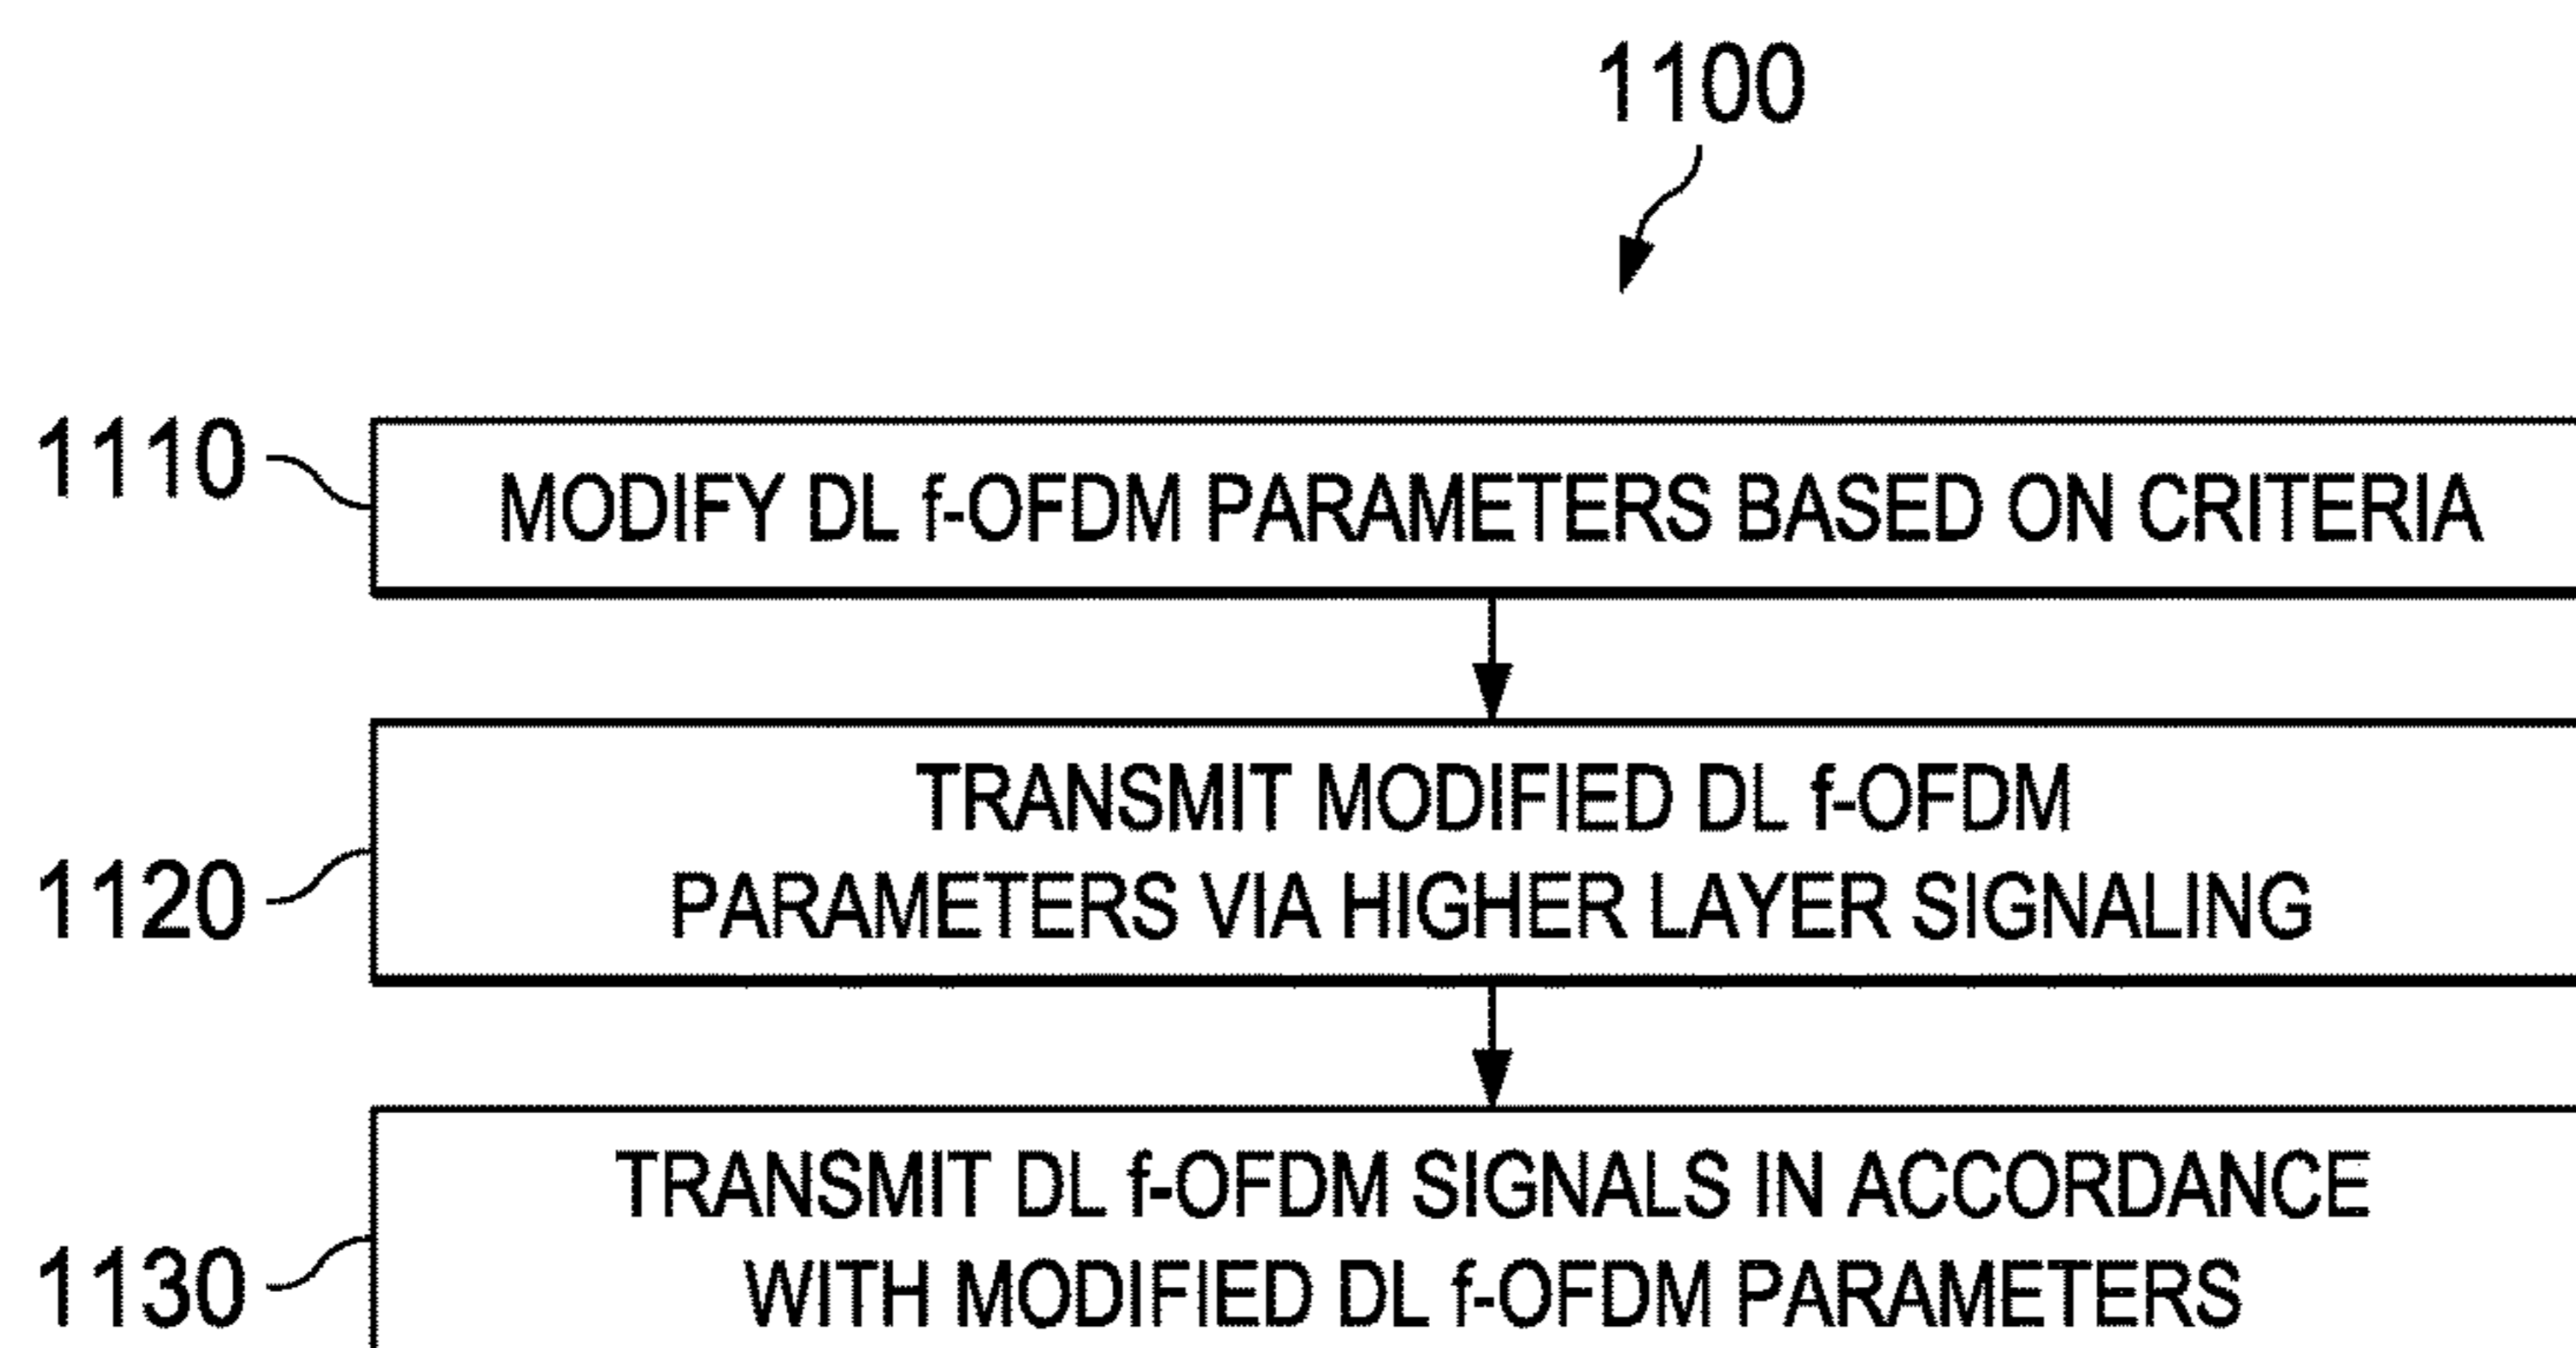 1100
1110
MODIFY DL f-OFDM PARAMETERS BASED ON CRITERIA
TRANSMIT MODIFIED DL f-OFDM
1120
PARAMETERS VIA HIGHER LAYER SIGNALING
TRANSMIT DL f-OFDM SIGNALS IN ACCORDANCE
1130
WITH MODIFIED DL f-OFDM PARAMETERS